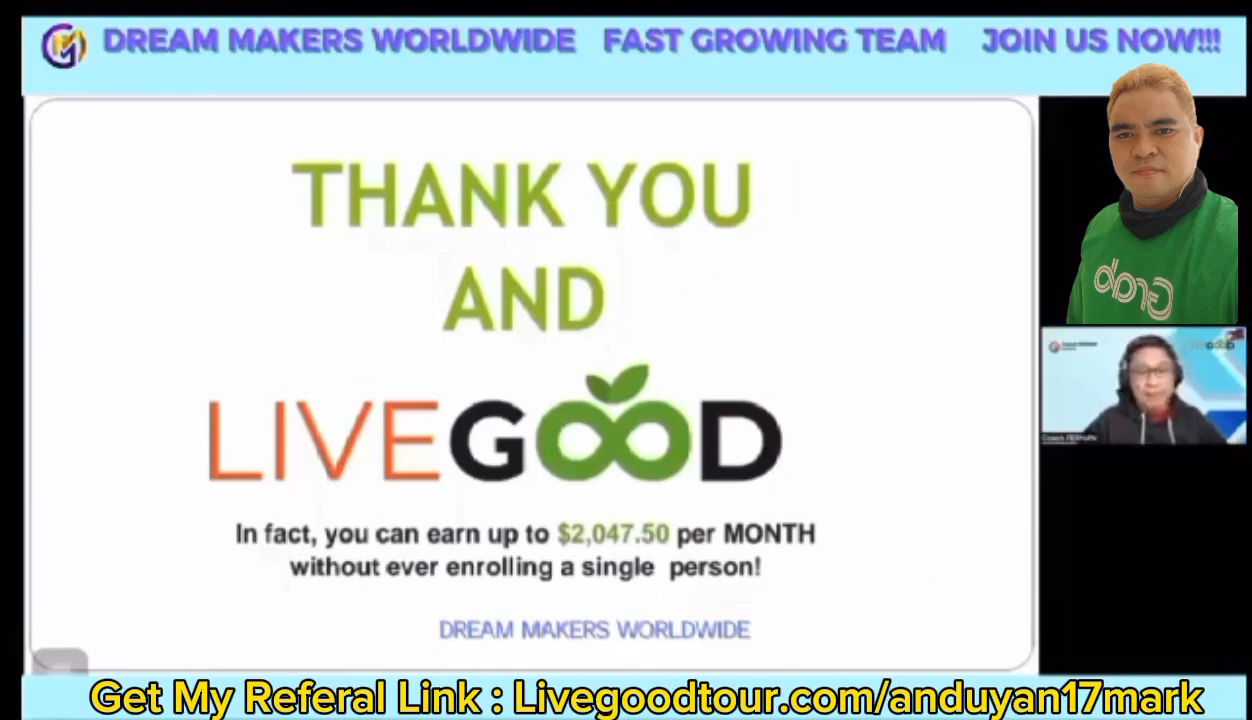 DREAM MAKERS WORLDWIDE FAST GROWING TEAM JOIN US NOW!!!
THANK YOU
AND
LIVEGOOD
In fact, you can earn up to $2,047.50 per MONTH
without ever enrolling a single person!
DREAM MAKERS WORLDWIDE
Grab
Get My Referal Link : Livegoodtour.com/anduyan17mark